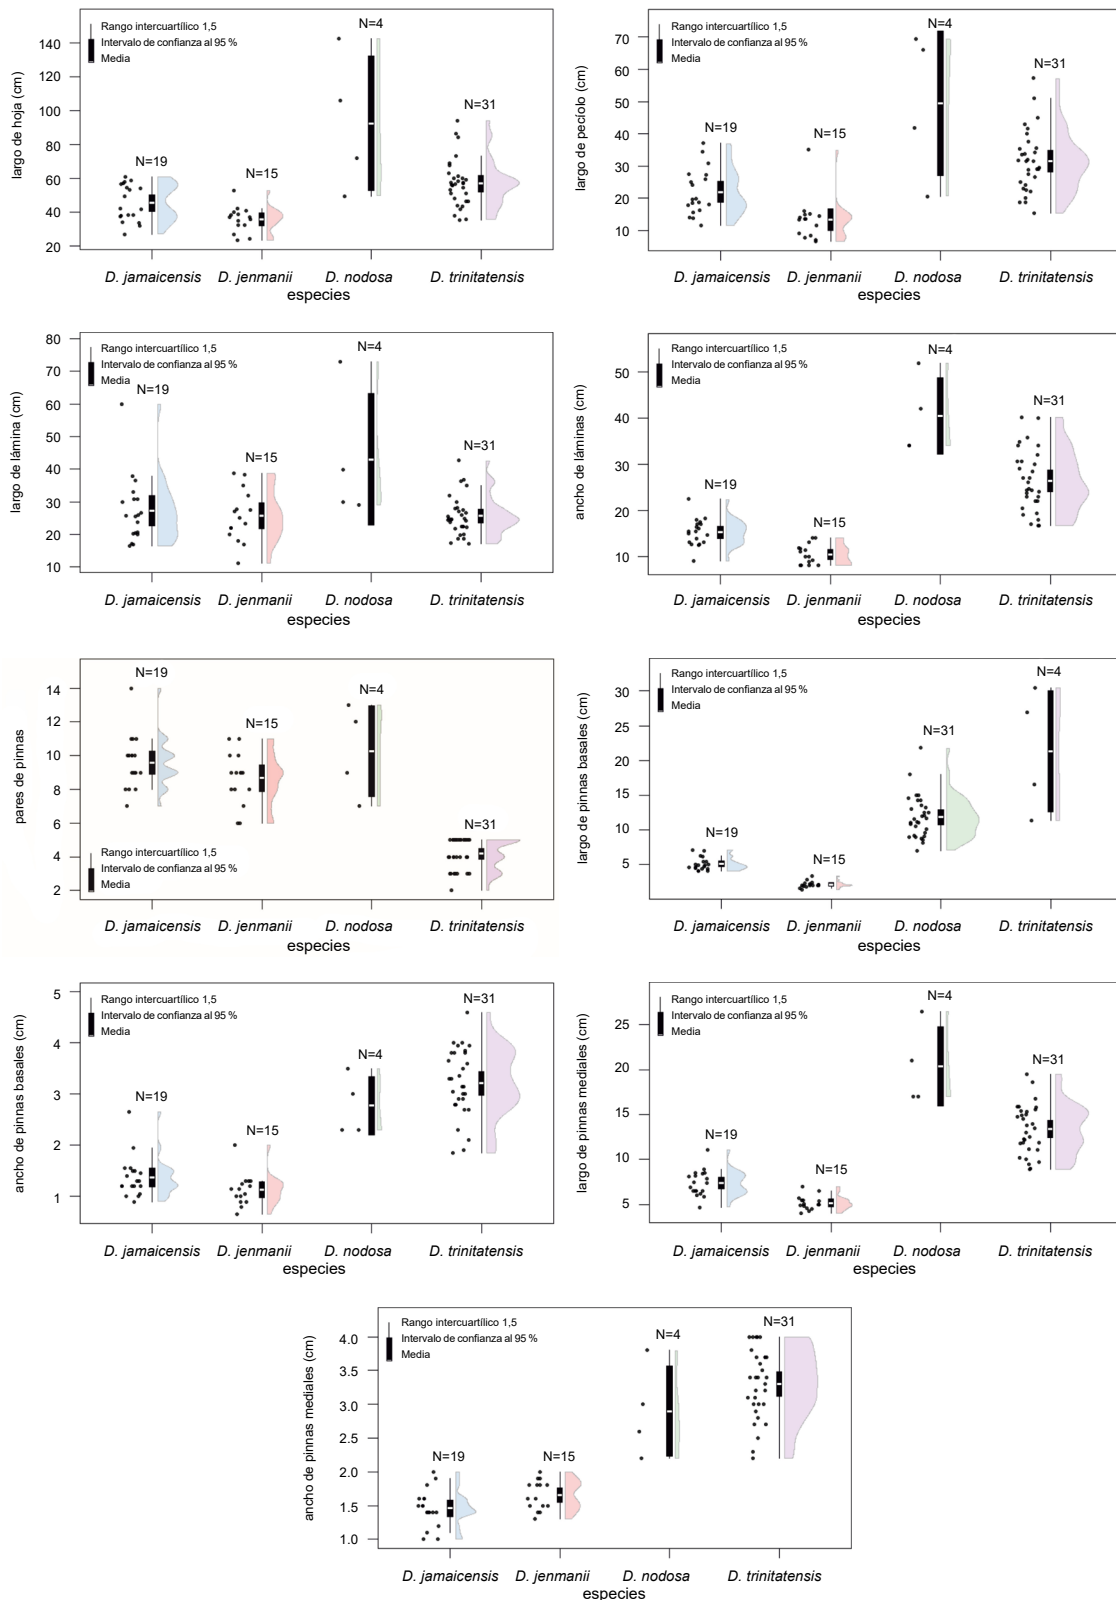 Rango intercuartílico 1,5
Intervalo de confianza al 95 %
Media
N=19
N=15
N=4
N=31
largo de hoja (cm)
140
120
100
80
60
40
20
D. jamaicensis D. jenmanii D. nodosa D. trinitatensis
especies
Rango intercuartílico 1,5
Intervalo de confianza al 95 %
Media
N=19
N=15
N=4
N=31
largo de pecíolo (cm)
70
60
50
40
30
20
10
D. jamaicensis D. jenmanii D. nodosa D. trinitatensis
especies
Rango intercuartílico 1,5
Intervalo de confianza al 95 %
Media
N=19
N=15
N=4
N=31
largo de lámina (cm)
80
70
60
50
40
30
20
10
D. jamaicensis D. jenmanii D. nodosa D. trinitatensis
especies
Rango intercuartílico 1,5
Intervalo de confianza al 95 %
Media
N=19
N=15
N=4
N=31
ancho de láminas (cm)
50
40
30
20
10
D. jamaicensis D. jenmanii D. nodosa D. trinitatensis
especies
N=19
N=15
N=4
N=31
pares de pinnas
14
12
10
8
6
4
2
Rango intercuartílico 1,5
Intervalo de confianza al 95 %
Media
D. jamaicensis D. jenmanii D. nodosa D. trinitatensis
especies
Rango intercuartílico 1,5
Intervalo de confianza al 95 %
Media
N=19
N=15
N=31
N=4
largo de pinnas basales (cm)
30
25
20
15
10
5
D. jamaicensis D. jenmanii D. nodosa D. trinitatensis
especies
Rango intercuartílico 1,5
Intervalo de confianza al 95 %
Media
N=19
N=15
N=4
N=31
ancho de pinnas basales (cm)
5
4
3
2
1
D. jamaicensis D. jenmanii D. nodosa D. trinitatensis
especies
Rango intercuartílico 1,5
Intervalo de confianza al 95 %
Media
N=19
N=15
N=4
N=31
largo de pinnas mediales (cm)
25
20
15
10
5
D. jamaicensis D. jenmanii D. nodosa D. trinitatensis
especies
Rango intercuartílico 1,5
Intervalo de confianza al 95 %
Media
N=19
N=15
N=4
N=31
ancho de pinnas mediales (cm)
4.0
3.5
3.0
2.5
2.0
1.5
1.0
D. jamaicensis D. jenmanii D. nodosa D. trinitatensis
especies